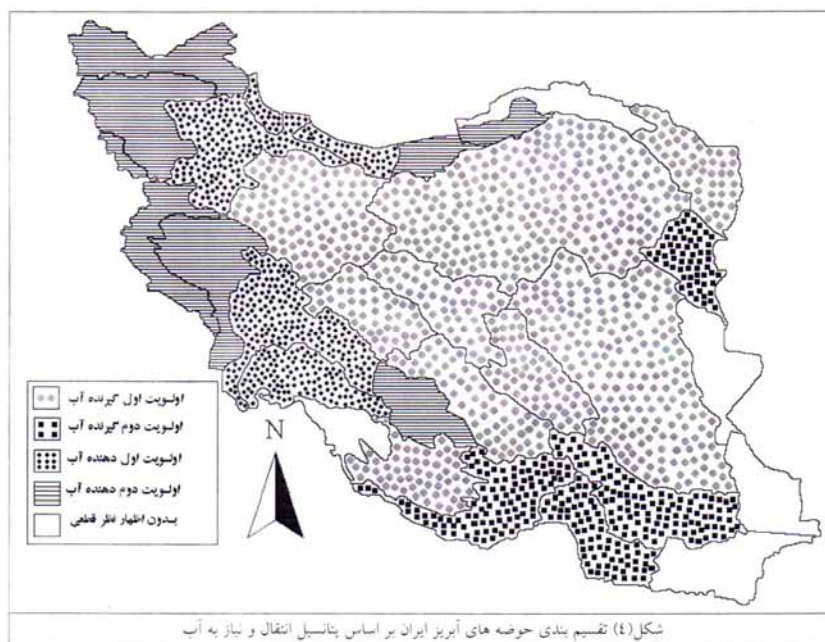 اولویت اول گیرنده آب
اولویت دوم گیرنده آب
اولویت اول دهنده آب
اولویت دوم دهنده آب
بدون اظهار نظر قطعی
N
شکل(٤) تقسیم بندی حوضه های آبریز ایران بر اساس پتانسیل انتقال و نیاز به آب